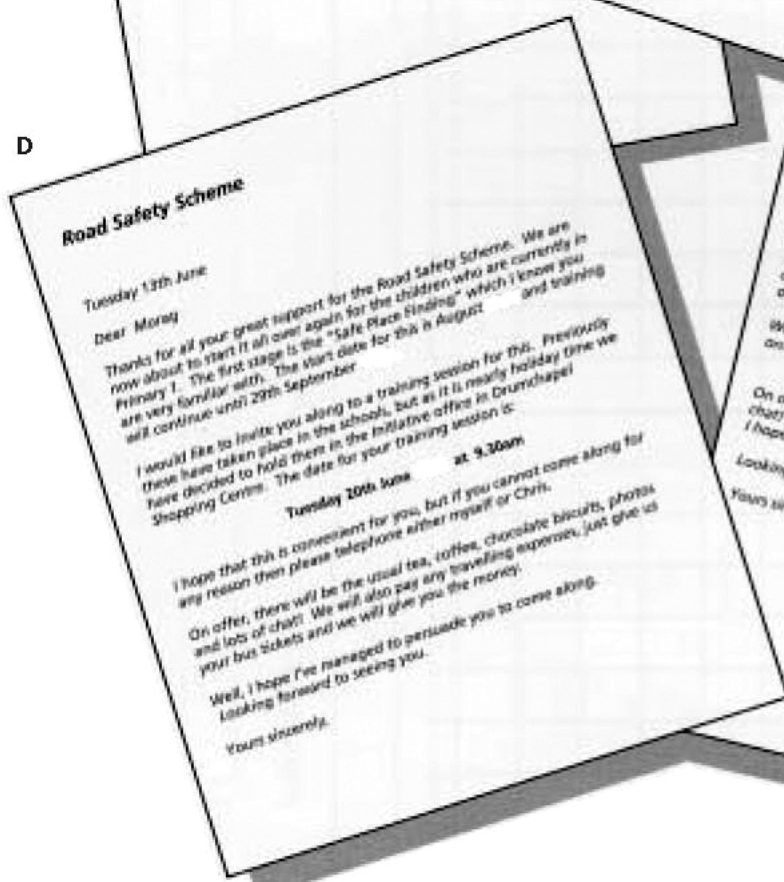 D
Road Safety Scheme
Tuesday 13th June
Dear Morag
Thanks for all your great support for the Road Safety Scheme. We are
now about to start it all over again for the children who are currently in
Primary 1. The first stage is the "Safe Place Finding" which I know you
are very familiar with. The start date for this is August and training
will continue until 29th September
I would like to invite you along to a training session for this. Previously
these have taken place in the schools, but as it is nearly holiday time we
have decided to hold them in the Initiative office in Drumchapel
Shopping Centre. The date for your training session is:
Tuesday 20th June at 9.30am
I hope that this is convenient for you, but if you cannot come along for
any reason then please telephone either myself or Chris.
On offer, there will be the usual tea, coffee, chocolate biscuits, photos
and lots of chat! We will also pay any travelling expenses, just give us
your bus tickets and we will give you the money.
Well, I hope I've managed to persuade you to come along.
Looking forward to seeing you.
Yours sincerely,
On
chat
Looking
Yours